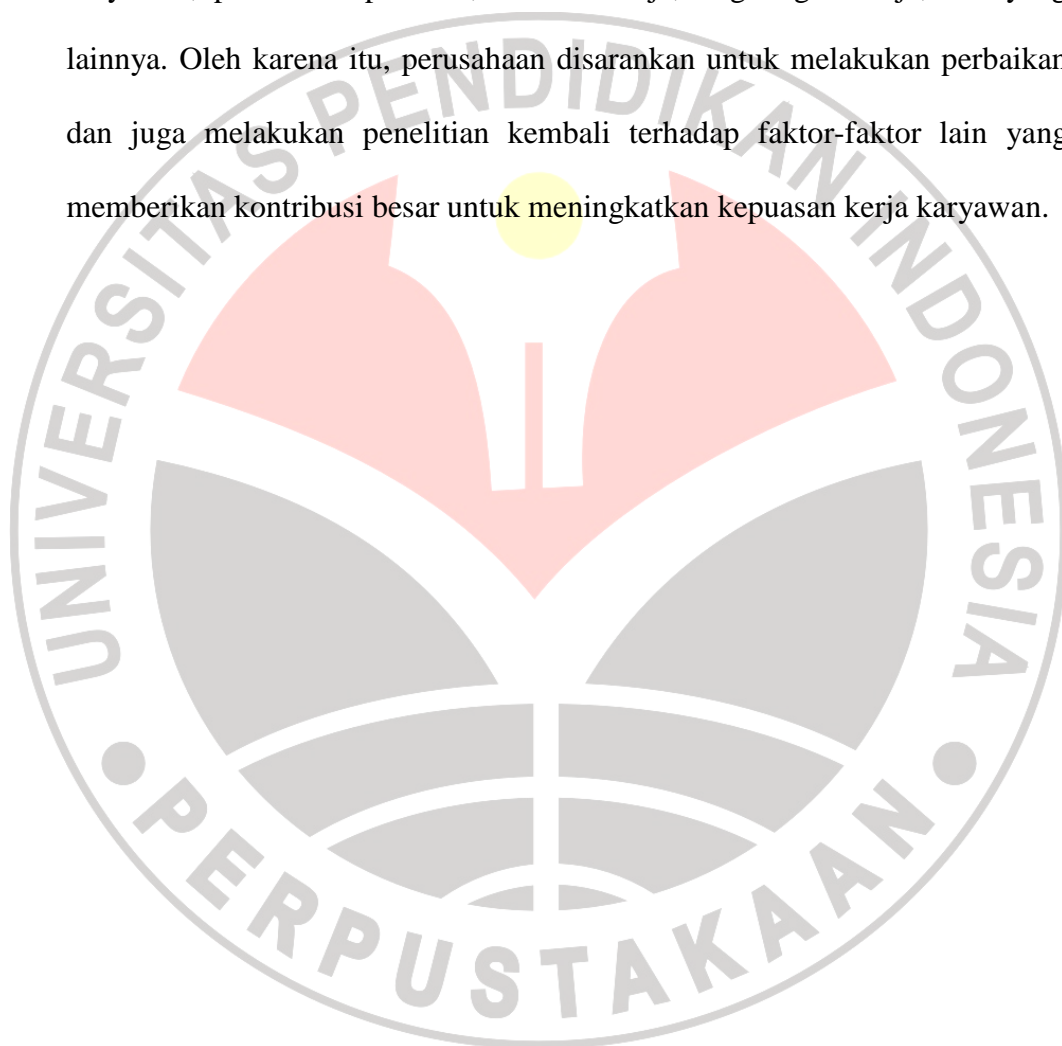 lainnya. Oleh karena itu, perusahaan disarankan untuk melakukan perbaikan
dan juga melakukan penelitian kembali terhadap faktor-faktor lain yang
memberikan kontribusi besar untuk meningkatkan kepuasan kerja karyawan.
UNIVERSITAS PENDIDIKAN INDONESIA
PERPUSTAKAAN